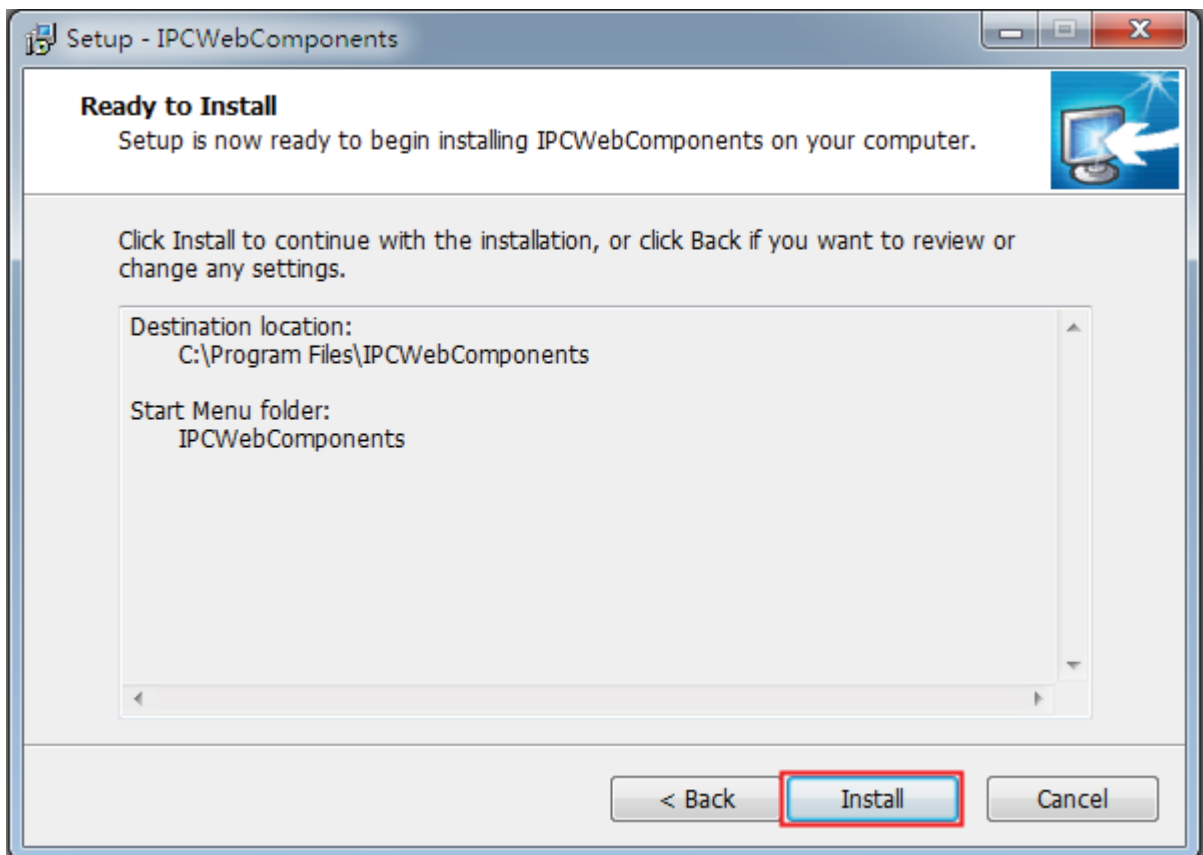 Setup - IPCWebComponents
Ready to Install
Setup is now ready to begin installing IPCWebComponents on your computer.
Click Install to continue with the installation, or click Back if you want to review or
change any settings.
Destination location:
C:\Program Files\IPCWebComponents
Start Menu folder:
IPCWebComponents
< Back
Install
Cancel